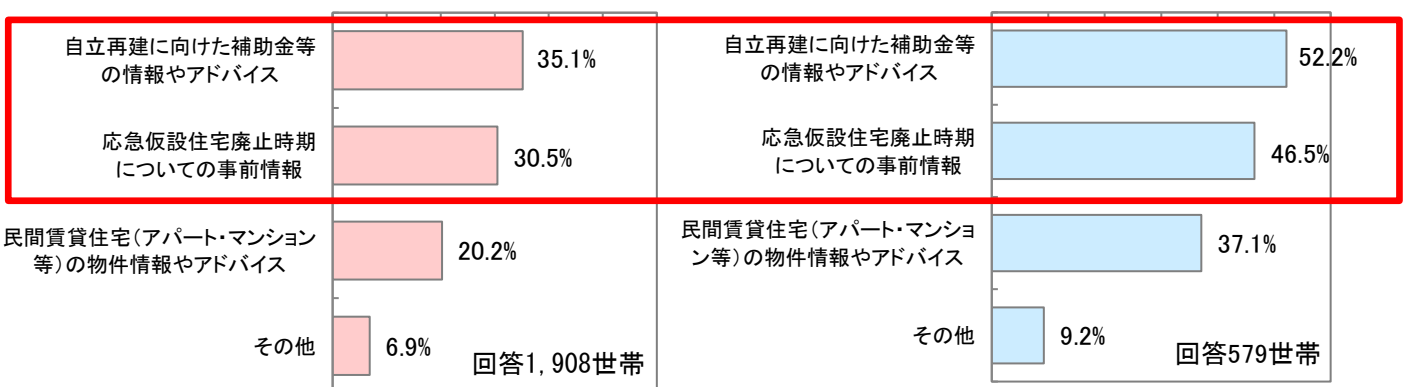 自立再建に向けた補助金等
の情報やアドバイス
35.1%
応急仮設住宅廃止時期
についての事前情報
30.5%
民間賃貸住宅(アパート・マンション
等)の物件情報やアドバイス
20.2%
その他
6.9%
回答1,908世帯
自立再建に向けた補助金等
の情報やアドバイス
52.2%
応急仮設住宅廃止時期
についての事前情報
46.5%
民間賃貸住宅(アパート・マンショ
ン等)の物件情報やアドバイス
37.1%
その他
9.2%
回答579世帯